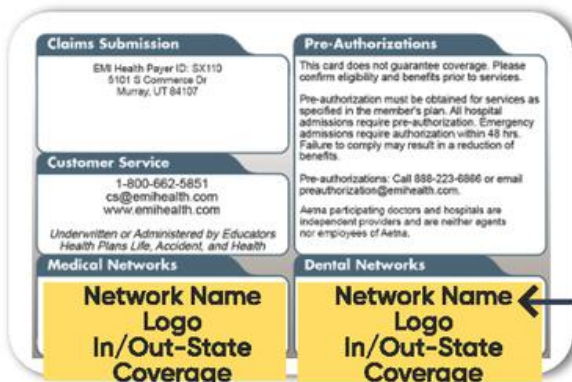 Claims Submission
EMI Health Payer ID: SX110
5101 S Commerce Dr
Murray, UT 84107
Customer Service
1-800-662-5851
cs@emihealth.com
www.emihealth.com
Underwritten or Administered by Educators
Health Plans Life, Accident, and Health
Medical Networks
Network Name
Logo
In/Out-State
Coverage
Pre-Authorizations
This card does not guarantee coverage. Please
confirm eligibility and benefits prior to services.
Pre-authorization must be obtained for services as
specified in the member's plan. All hospital
admissions require pre-authorization. Emergency
admissions require authorization within 48 hrs.
Failure to comply may result in a reduction of
benefits.
Pre-authorizations: Call 888-223-6866 or email
preauthorization@emihealth.com.
Aetna participating doctors and hospitals are
independent providers and are neither agents
nor employees of Aetna.
Dental Networks
Network Name
Logo
In/Out-State
Coverage